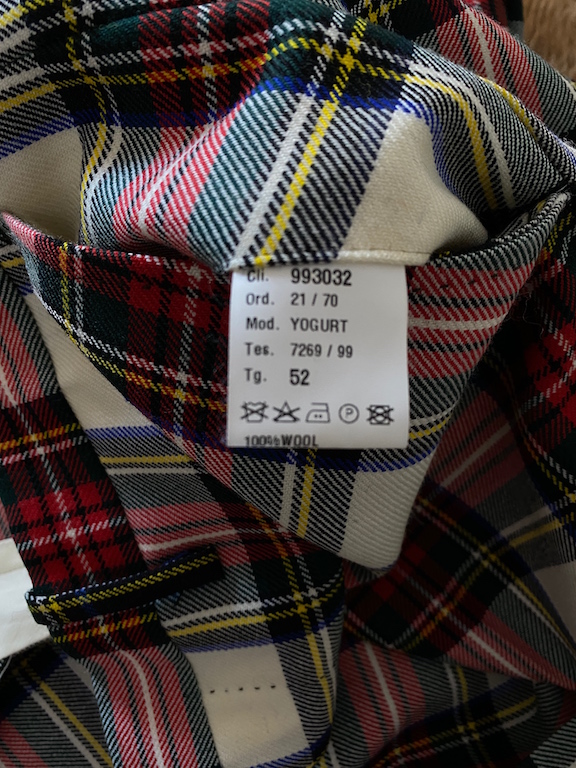 Cli. 993032
Ord. 21 / 70
Mod. YOGURT
Tes. 7269 / 99
Tg. 52
P
100%WOOL